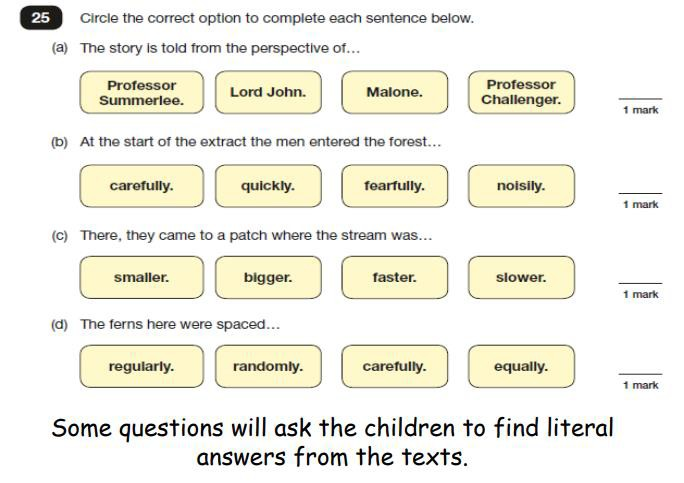 25 Circle the correct option to complete each sentence below.
(a) The story is told from the perspective of…
Professor Summerlee. Lord John. Malone. Professor Challenger.
1 mark
(b) At the start of the extract the men entered the forest…
carefully. quickly. fearfully. noisily.
1 mark
(c) There, they came to a patch where the stream was…
smaller. bigger. faster. slower.
1 mark
(d) The ferns here were spaced…
regularly. randomly. carefully. equally.
1 mark
Some questions will ask the children to find literal
answers from the texts.